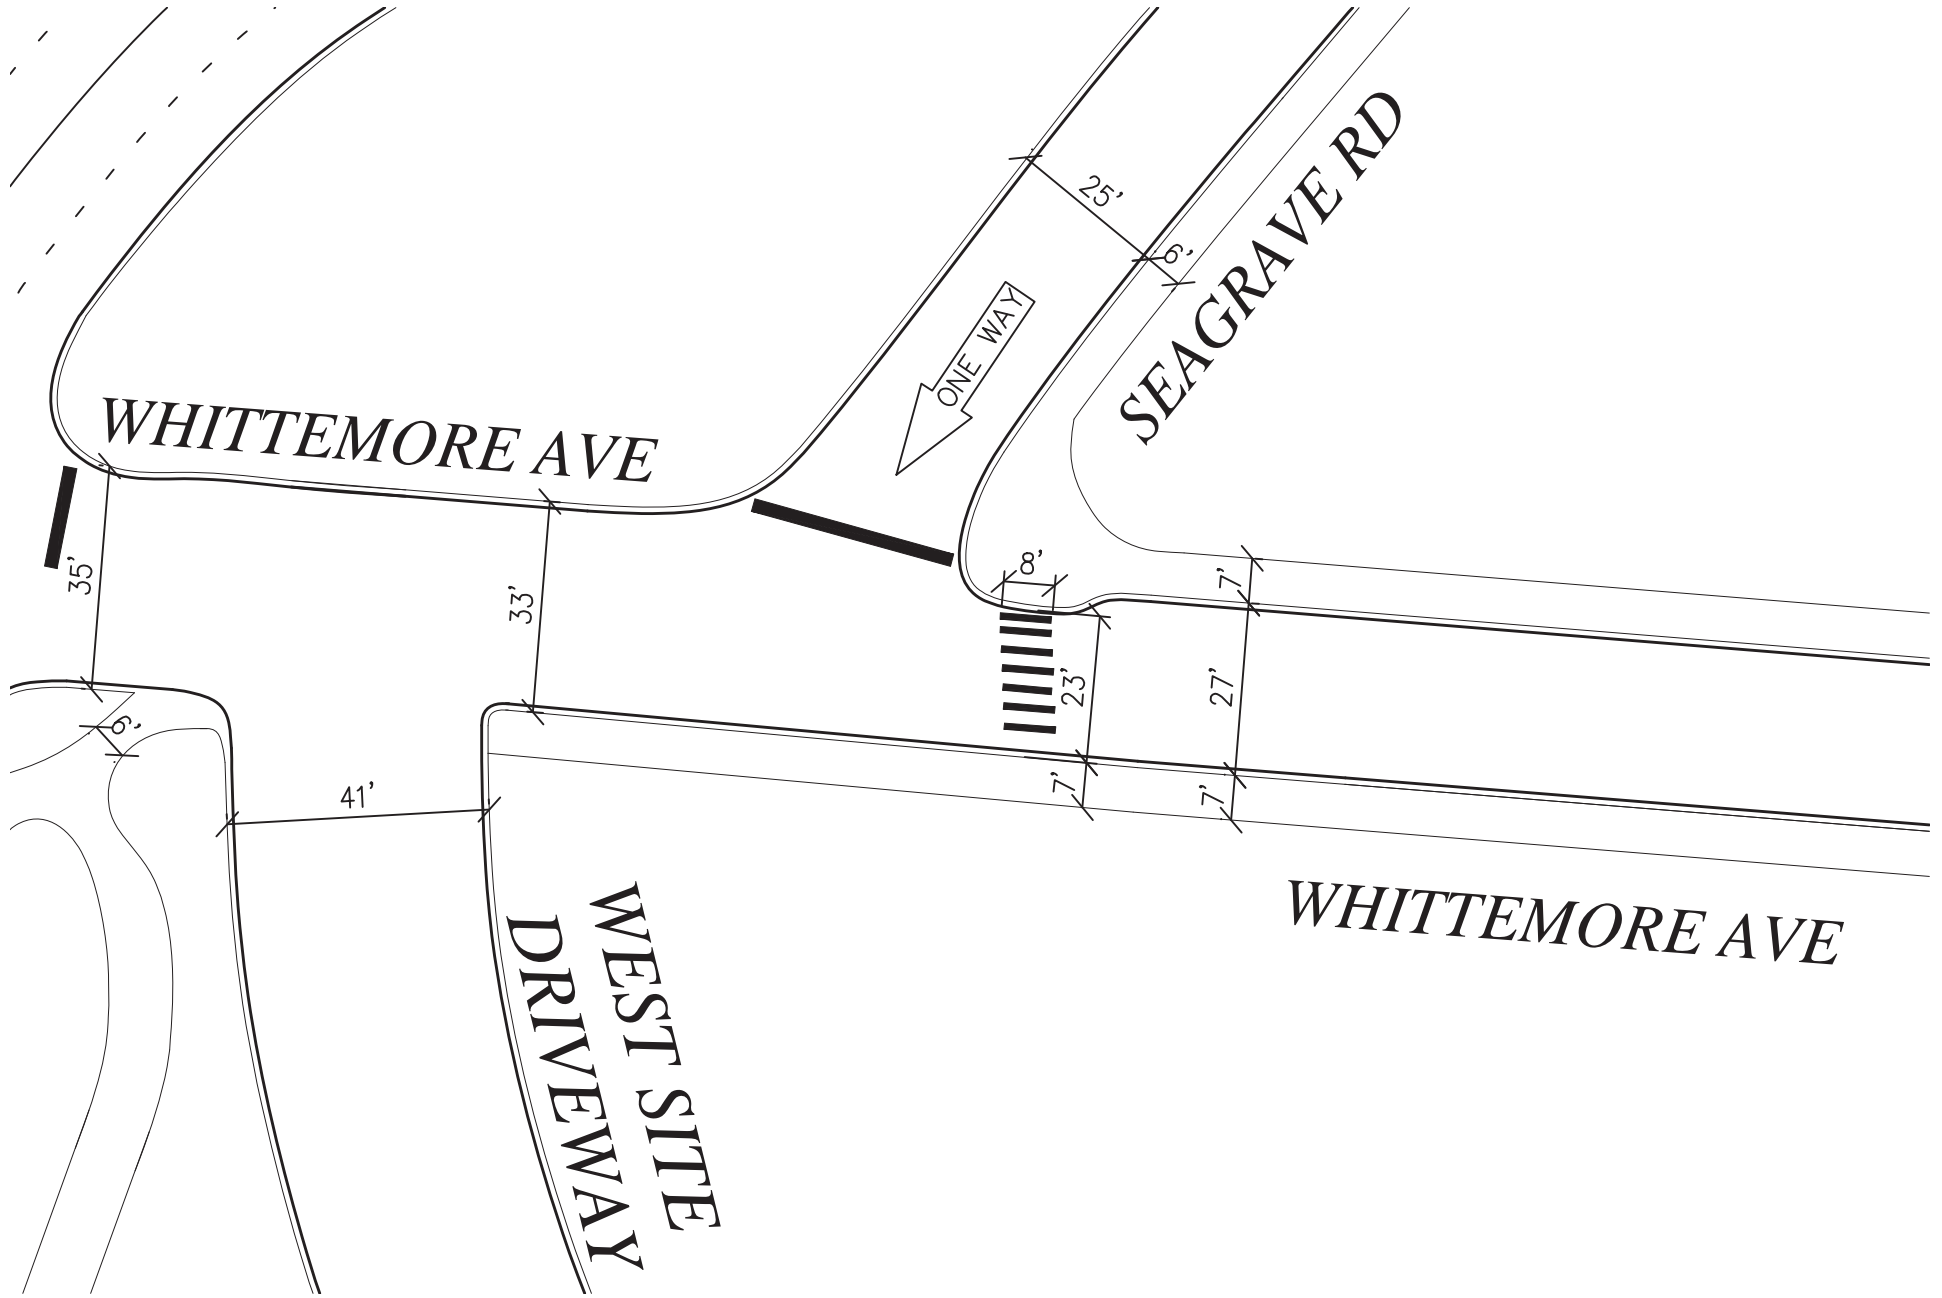 25’
6’
SEAGRAVE RD
ONE WAY
WHITTEMORE AVE
35’
33’
8’
7’
23’
27’
6’
41’
7’
7’
WHITTEMORE AVE
WEST SITE
DRIVEWAY